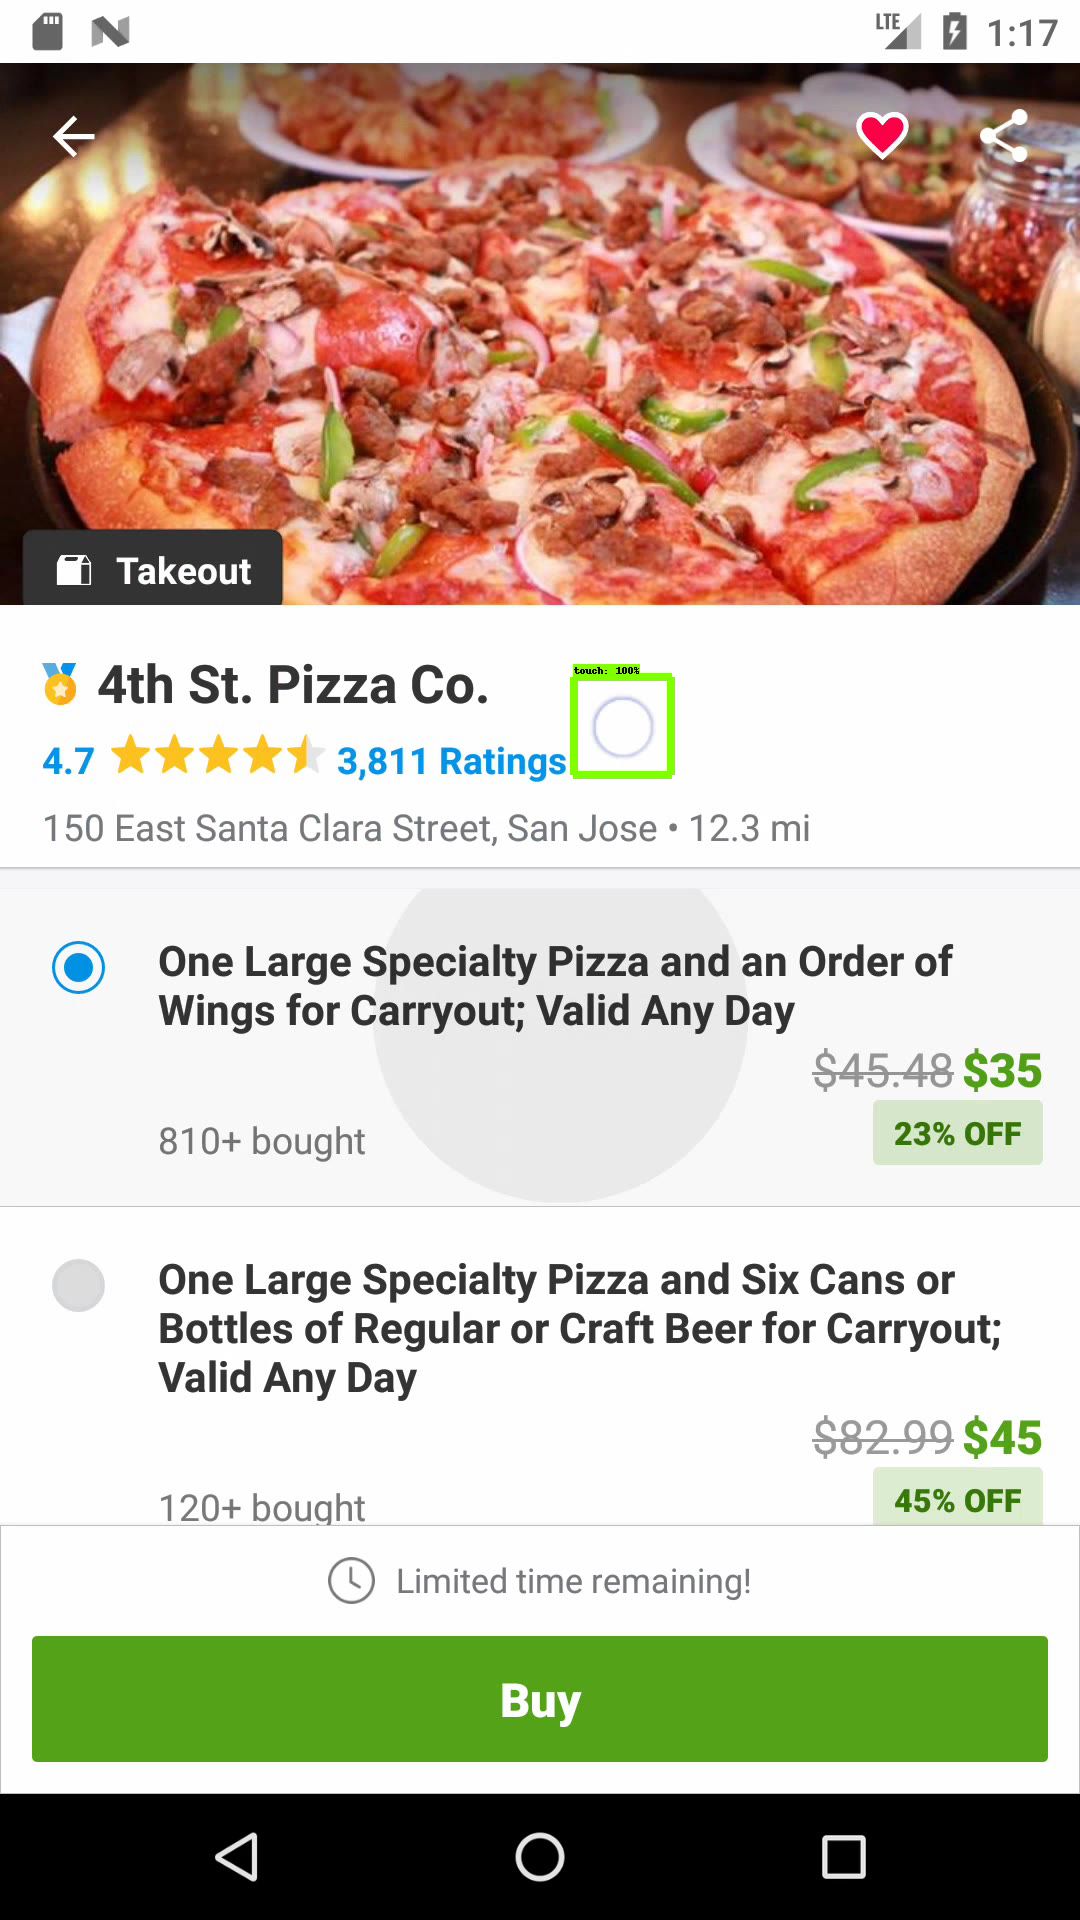 LTE 1:17
Takeout
4th St. Pizza Co.
touch: 100%
4.7 3,811 Ratings
150 East Santa Clara Street, San Jose • 12.3 mi
One Large Specialty Pizza and an Order of
Wings for Carryout; Valid Any Day
$45.48 $35
810+ bought
23% OFF
One Large Specialty Pizza and Six Cans or
Bottles of Regular or Craft Beer for Carryout;
Valid Any Day
$82.99 $45
120+ bought
45% OFF
Limited time remaining!
Buy